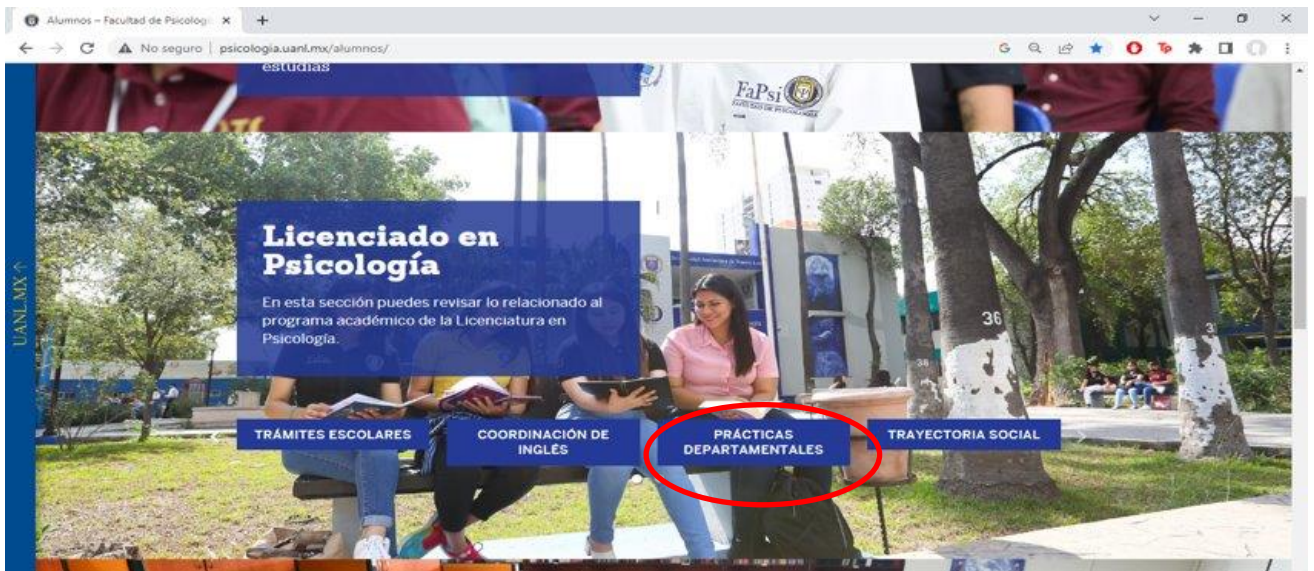 Alumnos – Facultad de Psicologí
No seguro | psicologia.uanl.mx/alumnos/
estudias
FaPsi
UANL.MX
Licenciado en
Psicología
En esta sección puedes revisar lo relacionado al
programa académico de la Licenciatura en
Psicología.
36
TRÁMITES ESCOLARES
COORDINACIÓN DE
INGLÉS
PRÁCTICAS
DEPARTAMENTALES
TRAYECTORIA SOCIAL